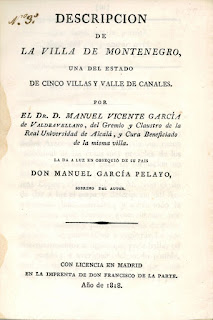 DESCRIPCION
DE
LA VILLA DE MONTENEGRO,
UNA DEL ESTADO
DE CINCO VILLAS Y VALLE DE CANALES.
POR
EL DR. D. MANUEL VICENTE GARCÍA
DE VALDEAVELLANO, del Gremio y Claustro de la
Real Universidad de Alcalá, y Cura Beneficiado
de la misma villa.
LA DA A LUZ EN OBSEQUIO DE SU PAIS
DON MANUEL GARCÍA PELAYO,
SOBRINO DEL AUTOR.
CON LICENCIA EN MADRID
EN LA IMPRENTA DE DON FRANCISCO DE LA PARTE.
Año de 1818.